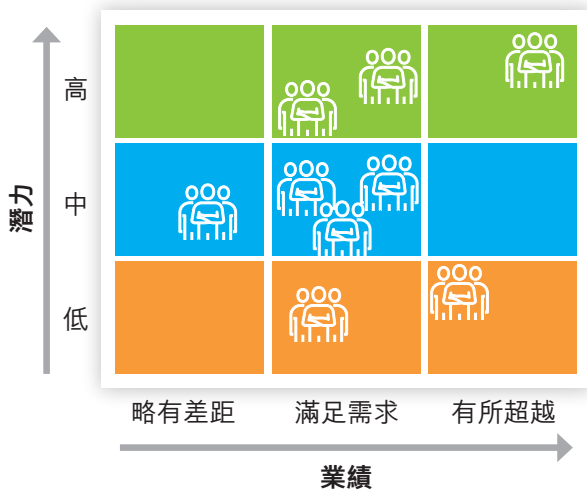 潛力
高
中
低
略有差距
滿足需求
有所超越
業績